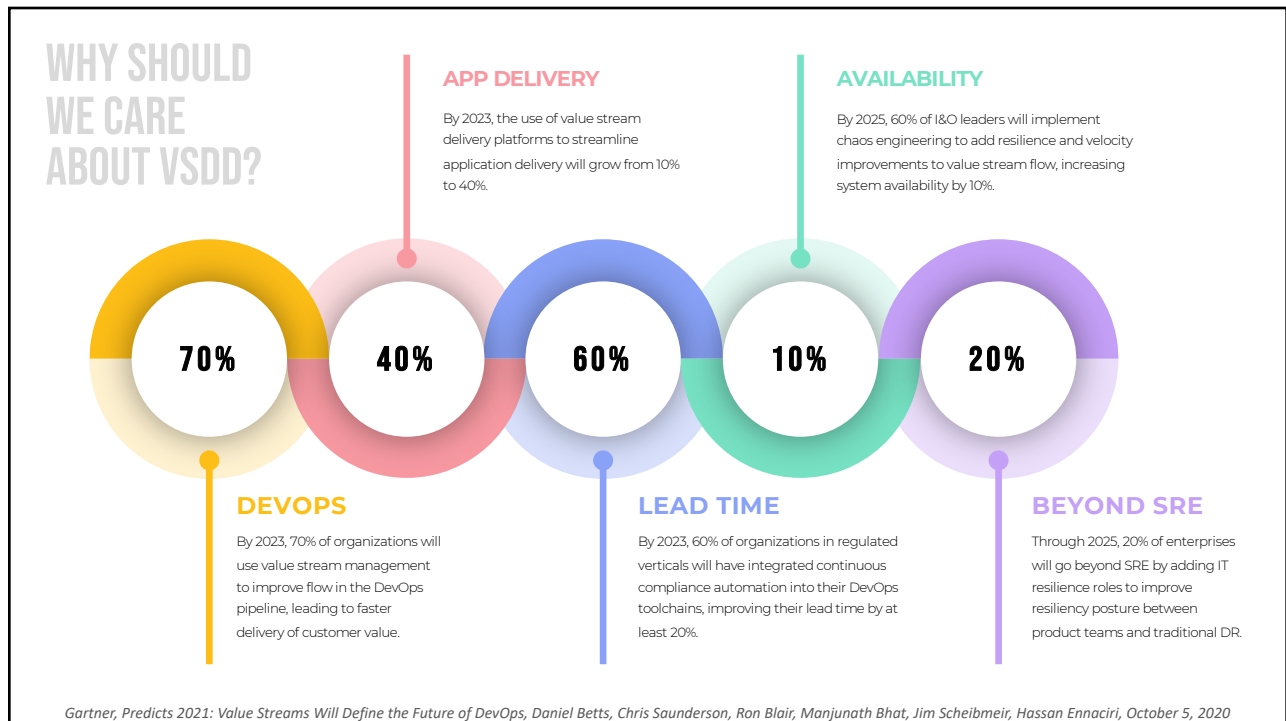 WHY SHOULD
WE CARE
ABOUT VSDD?
APP DELIVERY
By 2023, the use of value stream
delivery platforms to streamline
application delivery will grow from 10%
to 40%.
AVAILABILITY
By 2025, 60% of I&O leaders will implement
chaos engineering to add resilience and velocity
improvements to value stream flow, increasing
system availability by 10%.
70%
40%
60%
10%
20%
DEVOPS
By 2023, 70% of organizations will
use value stream management
to improve flow in the DevOps
pipeline, leading to faster
delivery of customer value.
LEAD TIME
By 2023, 60% of organizations in regulated
verticals will have integrated continuous
compliance automation into their DevOps
toolchains, improving their lead time by at
least 20%.
BEYOND SRE
Through 2025, 20% of enterprises
will go beyond SRE by adding IT
resilience roles to improve
resiliency posture between
product teams and traditional DR.
Gartner, Predicts 2021: Value Streams Will Define the Future of DevOps, Daniel Betts, Chris Saunderson, Ron Blair, Manjunath Bhat, Jim Scheibmeir, Hassan Ennaciri, October 5, 2020